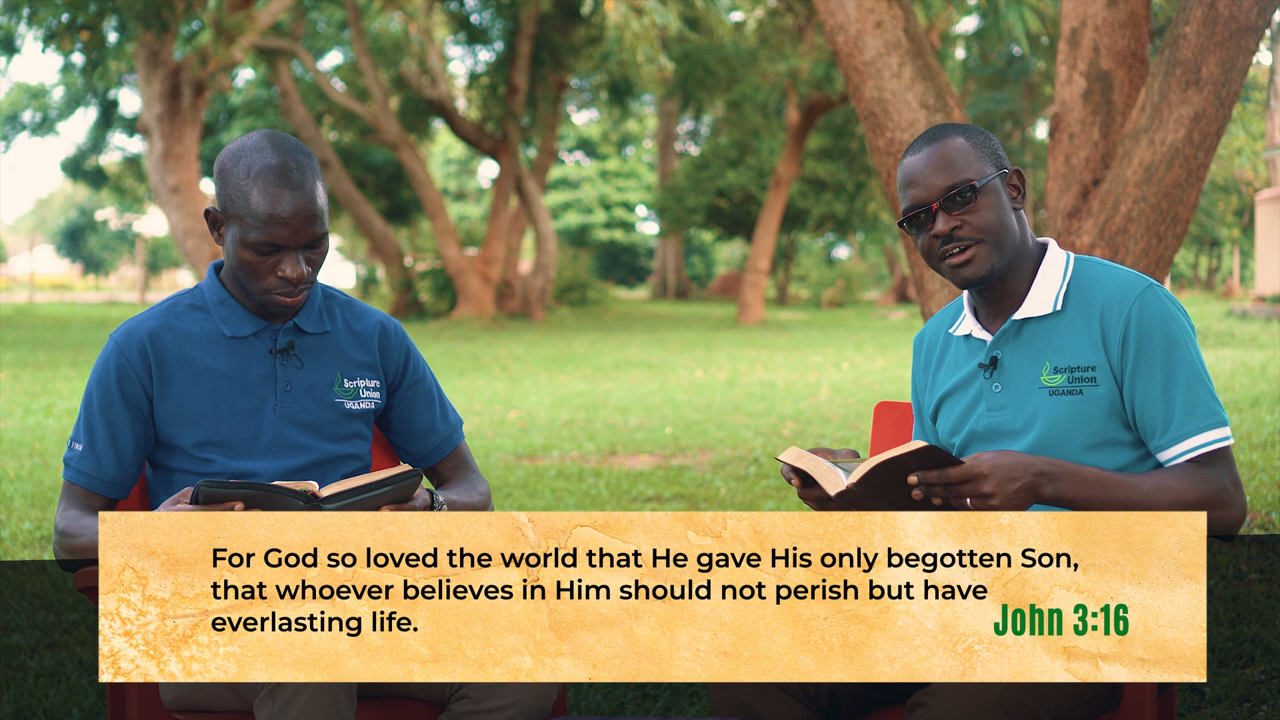 Scripture
Union
UGANDA
Scripture
Union
UGANDA
For God so loved the world that He gave His only begotten Son,
that whoever believes in Him should not perish but have
everlasting life.
John 3:16